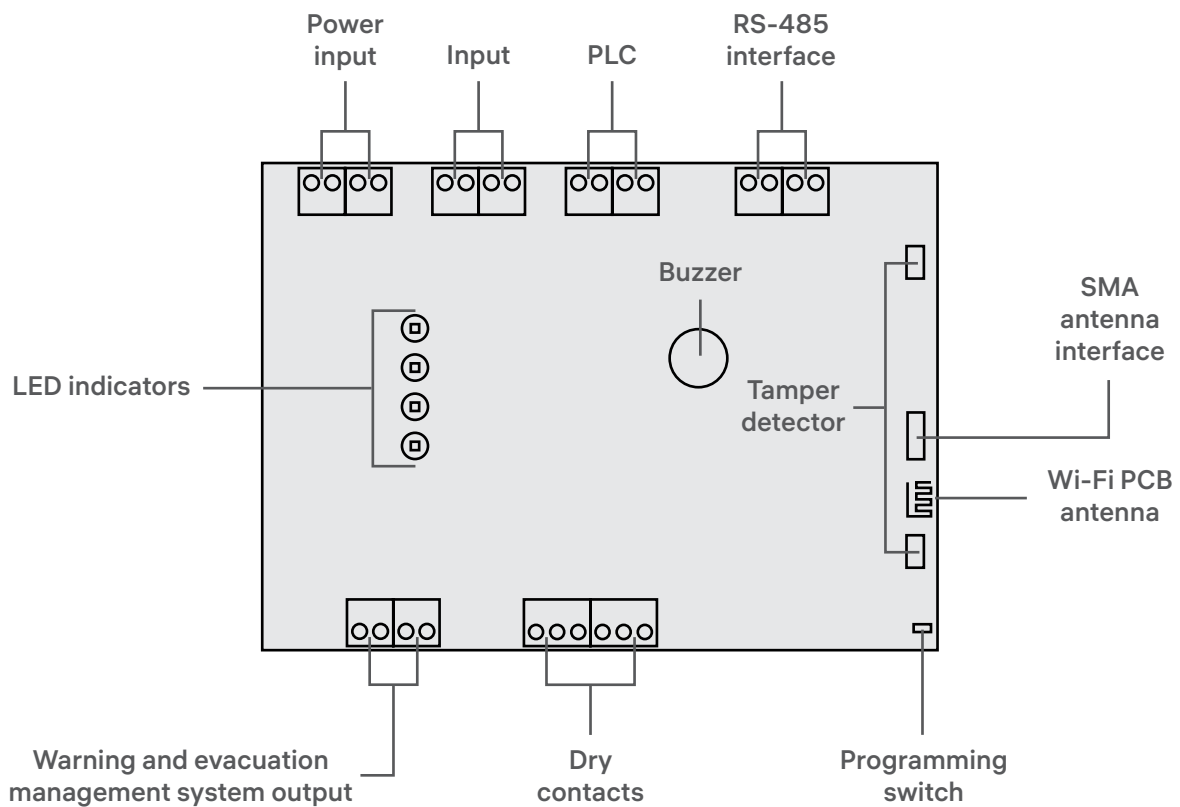 Power
input
Input
PLC
RS-485
interface
Buzzer
SMA
antenna
interface
LED indicators
Tamper
detector
Wi-Fi PCB
antenna
Warning and evacuation
management system output
Dry
contacts
Programming
switch